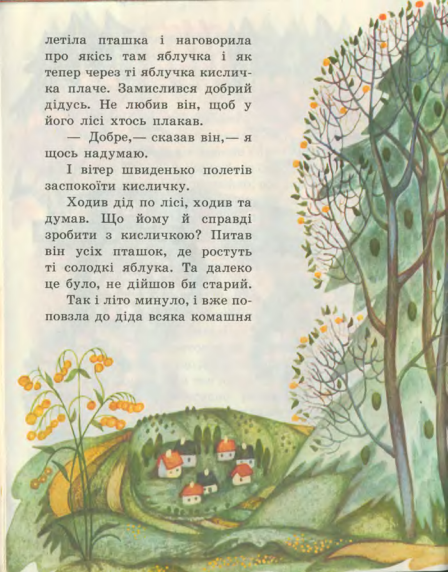 летіла пташка і наговорила
про якісь там яблучка і як
тепер через ті яблучка кислич-
ка плаче. Замислився добрий
дідусь. Не любив він, щоб у
його лісі хтось плакав.
— Добре,— сказав він,— я
щось надумаю.
І вітер швиденько полетів
заспокоїти кисличку.
Ходив дід по лісі, ходив та
думав. Що йому й справді
зробити з кисличкою? Питав
він усіх пташок, де ростуть
ті солодкі яблука. Та далеко
це було, не дійшов би старий.
Так і літо минуло, і вже по-
повзла до діда всяка комашня